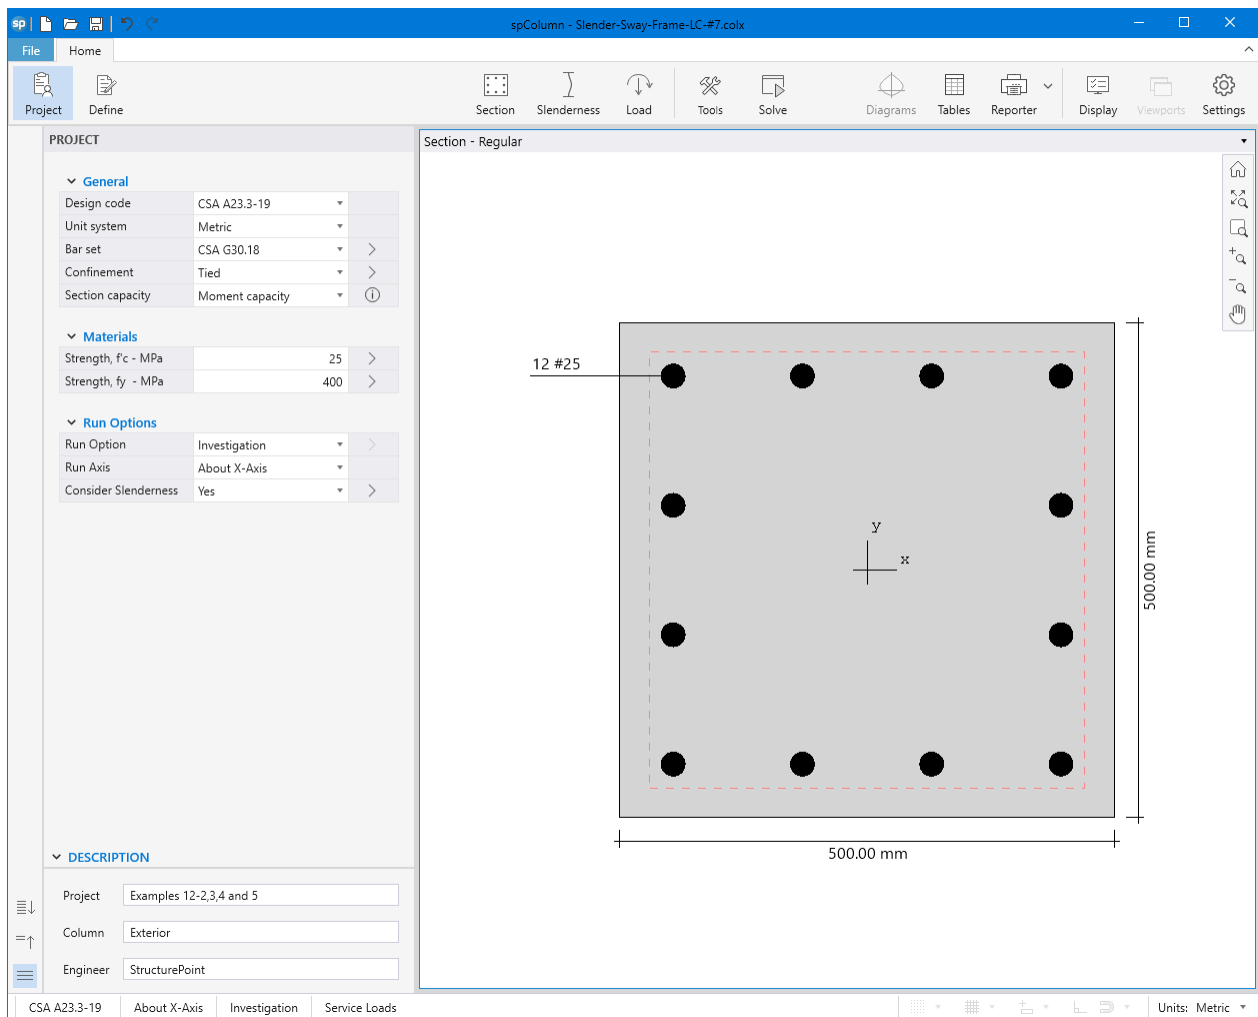 sp
spColumn - Slender-Sway-Frame-LC-#7.colx
File Home
Project Define Section Slenderness Load Tools Solve Diagrams Tables Reporter Display Viewports Settings
PROJECT
General
Design code CSA A23.3-19
Unit system Metric
Bar set CSA G30.18
Confinement Tied
Section capacity Moment capacity
Materials
Strength, f'c - MPa 25
Strength, fy - MPa 400
Run Options
Run Option Investigation
Run Axis About X-Axis
Consider Slenderness Yes
DESCRIPTION
Project Examples 12-2,3,4 and 5
Column Exterior
Engineer StructurePoint
Section - Regular
12 #25
y
x
500.00 mm
500.00 mm
CSA A23.3-19 About X-Axis Investigation Service Loads Units: Metric